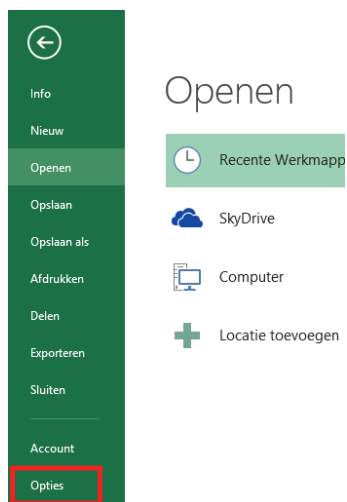 Info
Nieuw
Openen
Opslaan
Opslaan als
Afdrukken
Delen
Exporteren
Sluiten
Account
Opties
Openen
Recente Werkmapp
SkyDrive
Computer
Locatie toevoegen